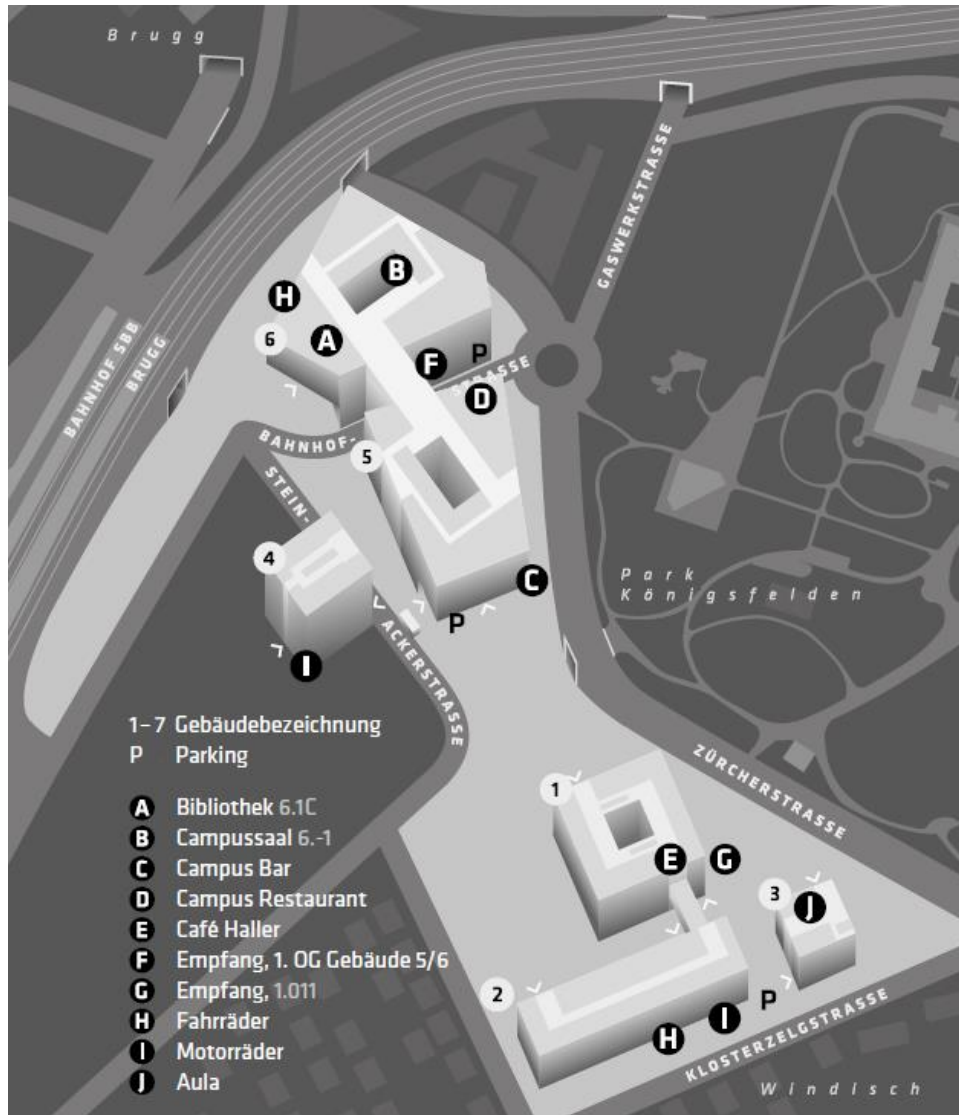 Brugg
GASWERKSTRASSE
BAHNHOF SBB
BRUGG
B
H
6
A
F
P
STRASSE
D
BAHNHOF-
5
STEIN-
4
C
Park
Königsfelden
P
ACKERSTRASSE
I
1–7 Gebäudebezeichnung
P Parking
A Bibliothek 6.1C
B Campussaal 6.-1
C Campus Bar
D Campus Restaurant
E Café Haller
F Empfang, 1. OG Gebäude 5/6
G Empfang, 1.011
H Fahrräder
I Motorräder
J Aula
ZÜRCHERSTRASSE
1
E
G
3
J
2
P
I
H
KLOSTERZELGSTRASSE
Windisch